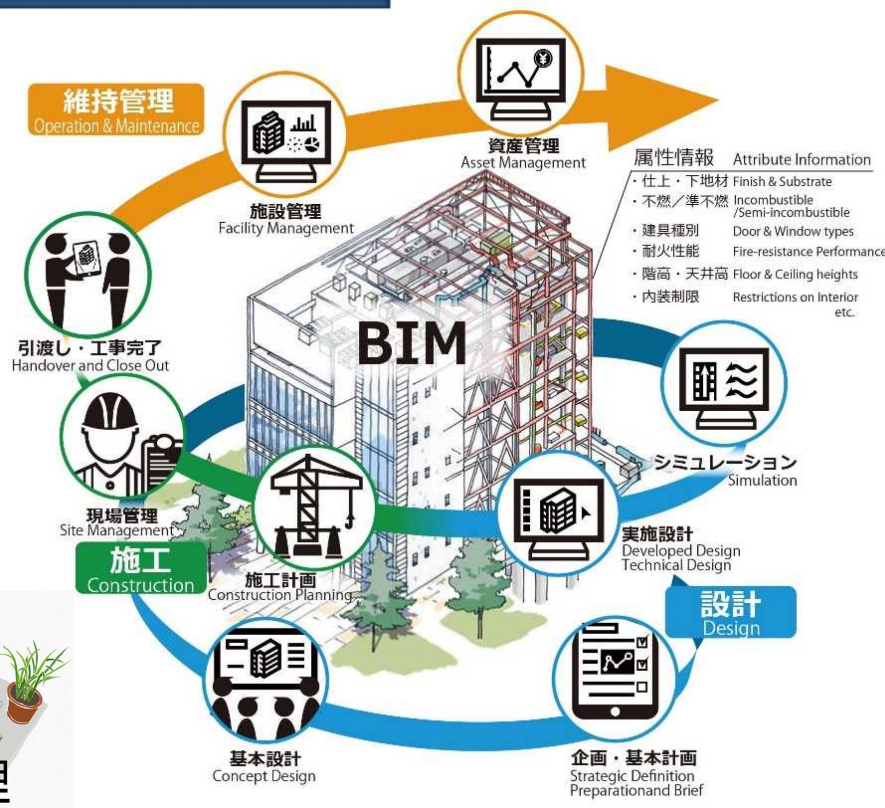 維持管理
Operation & Maintenance
資産管理
Asset Management
施設管理
Facility Management
属性情報 Attribute Information
・仕上・下地材 Finish & Substrate
・不燃／準不燃 Incombustible
/Semi-incombustible
・建具種別 Door & Window types
・耐火性能 Fire-resistance Performance
・階高・天井高 Floor & Ceiling heights
・内装制限 Restrictions on Interior
etc.
BIM
引渡し・工事完了
Handover and Close Out
シミュレーション
Simulation
現場管理
Site Management
施工
Construction
施工計画
Construction Planning
実施設計
Developed Design
Technical Design
設計
Design
基本設計
Concept Design
企画・基本計画
Strategic Definition
Preparationand Brief
理